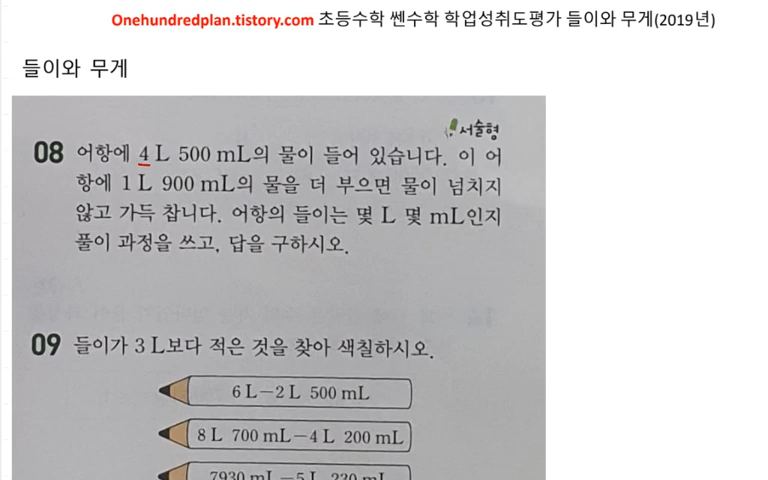 Onehundredplan.tistory.com 초등수학 쎈수학 학업성취도평가 들이와 무게(2019년)
들이와 무게
서술형
08 어항에 4 L 500 mL의 물이 들어 있습니다. 이 어
항에 1 L 900 mL의 물을 더 부으면 물이 넘치지
않고 가득 찹니다. 어항의 들이는 몇 L 몇 mL인지
풀이 과정을 쓰고, 답을 구하시오.
09 들이가 3 L보다 적은 것을 찾아 색칠하시오.
6 L-2 L 500 mL
8 L 700 mL-4 L 200 mL
7930 mL-5 L 220 mL